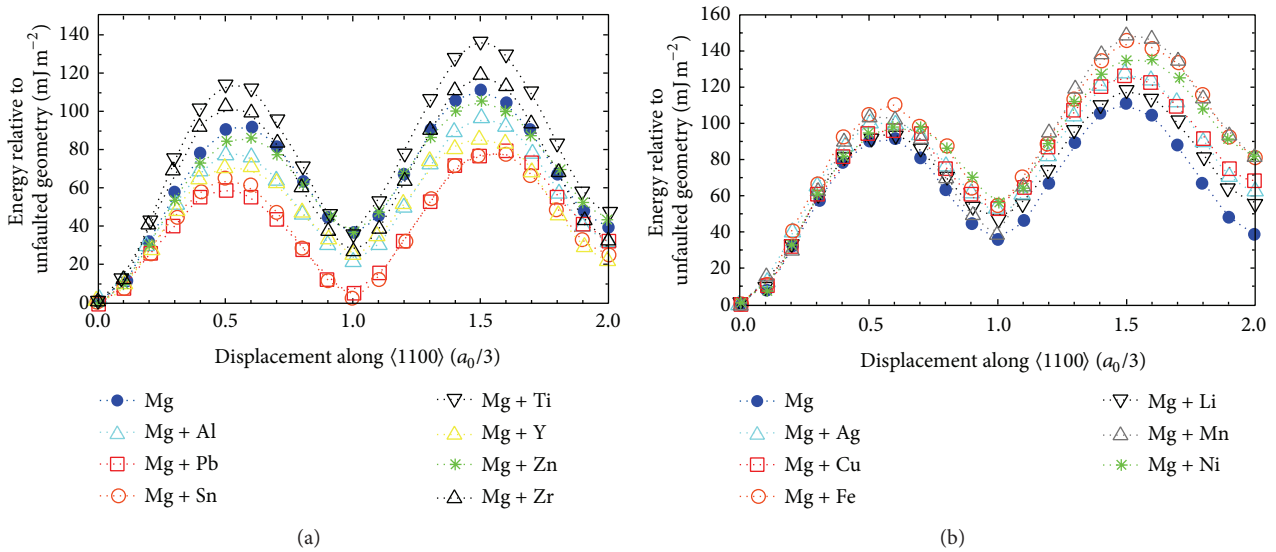 Energy relative to
unfaulted geometry (mJ m⁻²)
140
120
100
80
60
40
20
0
0.0
0.5
1.0
1.5
2.0
Displacement along ⟨1100⟩ (a₀/3)
Mg
Mg + Al
Mg + Pb
Mg + Sn
Mg + Ti
Mg + Y
Mg + Zn
Mg + Zr
(a)
Energy relative to
unfaulted geometry (mJ m⁻²)
160
140
120
100
80
60
40
20
0
0.0
0.5
1.0
1.5
2.0
Displacement along ⟨1100⟩ (a₀/3)
Mg
Mg + Ag
Mg + Cu
Mg + Fe
Mg + Li
Mg + Mn
Mg + Ni
(b)